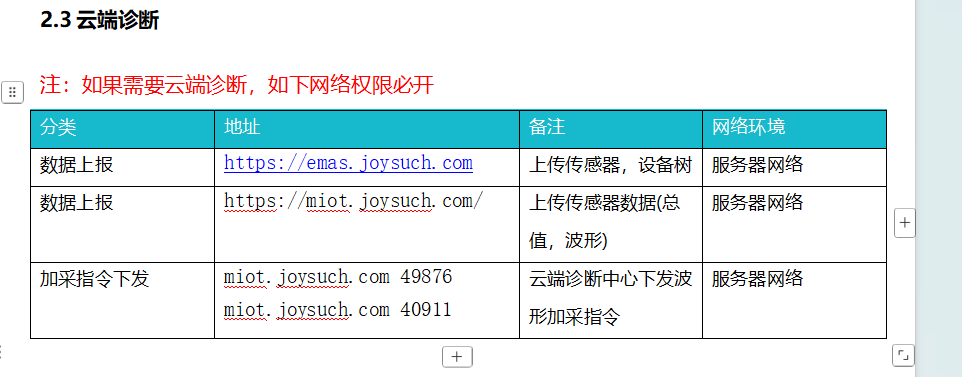 2.3 云端诊断
注：如果需要云端诊断，如下网络权限必开
分类 地址 备注 网络环境
数据上报 https://emas.joysuch.com 上传传感器，设备树 服务器网络
数据上报 https://miot.joysuch.com/ 上传传感器数据(总 服务器网络
值，波形)
加采指令下发 miot.joysuch.com 49876 云端诊断中心下发波 服务器网络
miot.joysuch.com 40911 形加采指令